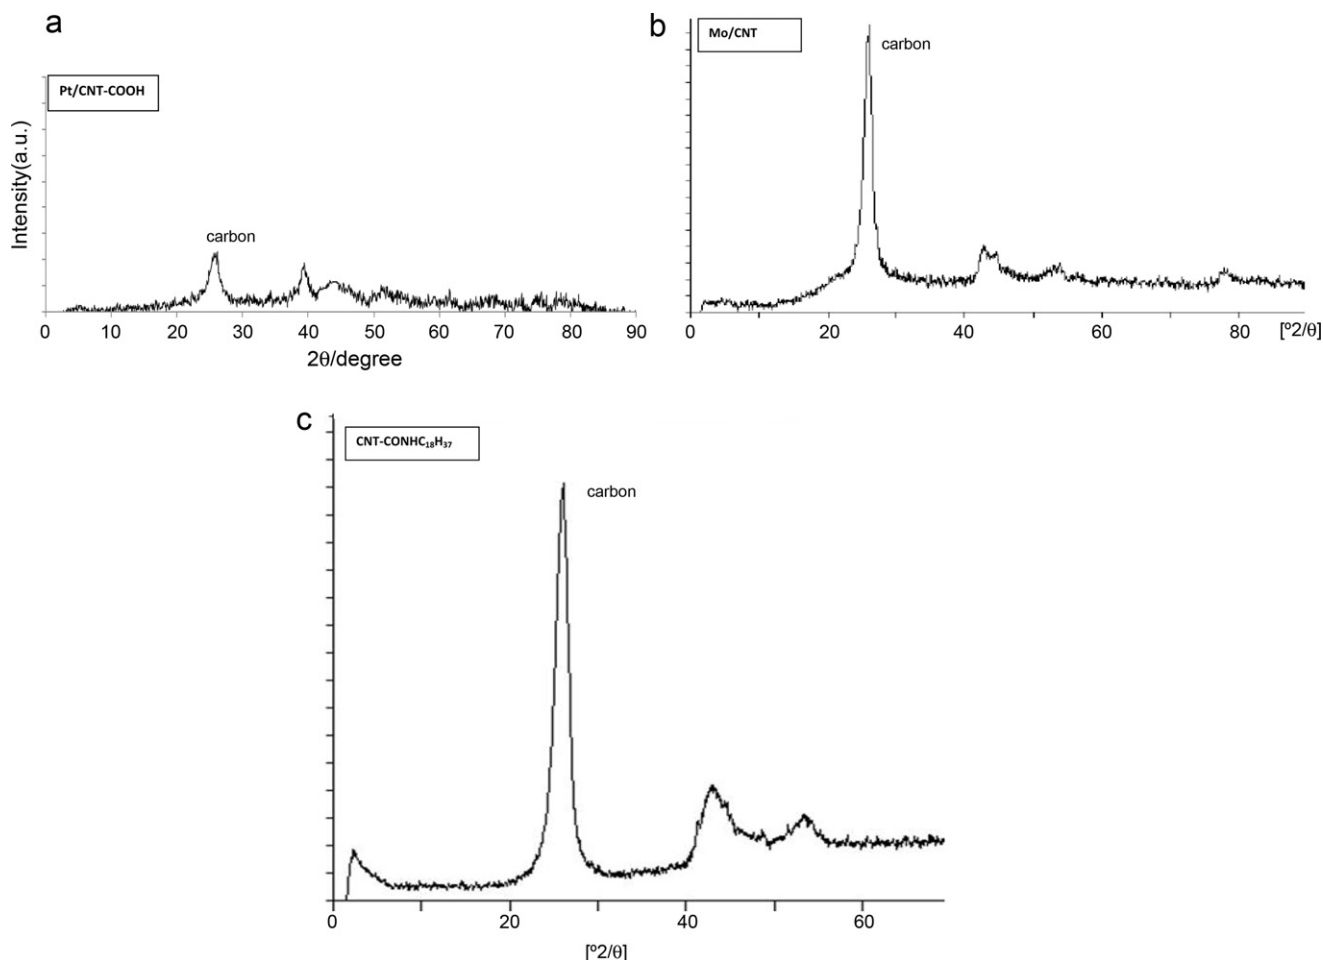 a
Pt/CNT-COOH
Intensity(a.u.)
carbon
0 10 20 30 40 50 60 70 80 90
2θ/degree
b
Mo/CNT
carbon
0 20 40 60 80 [º2/θ]
c
CNT-CONHC₁₈H₃₇
carbon
0 20 40 60
[º2/θ]